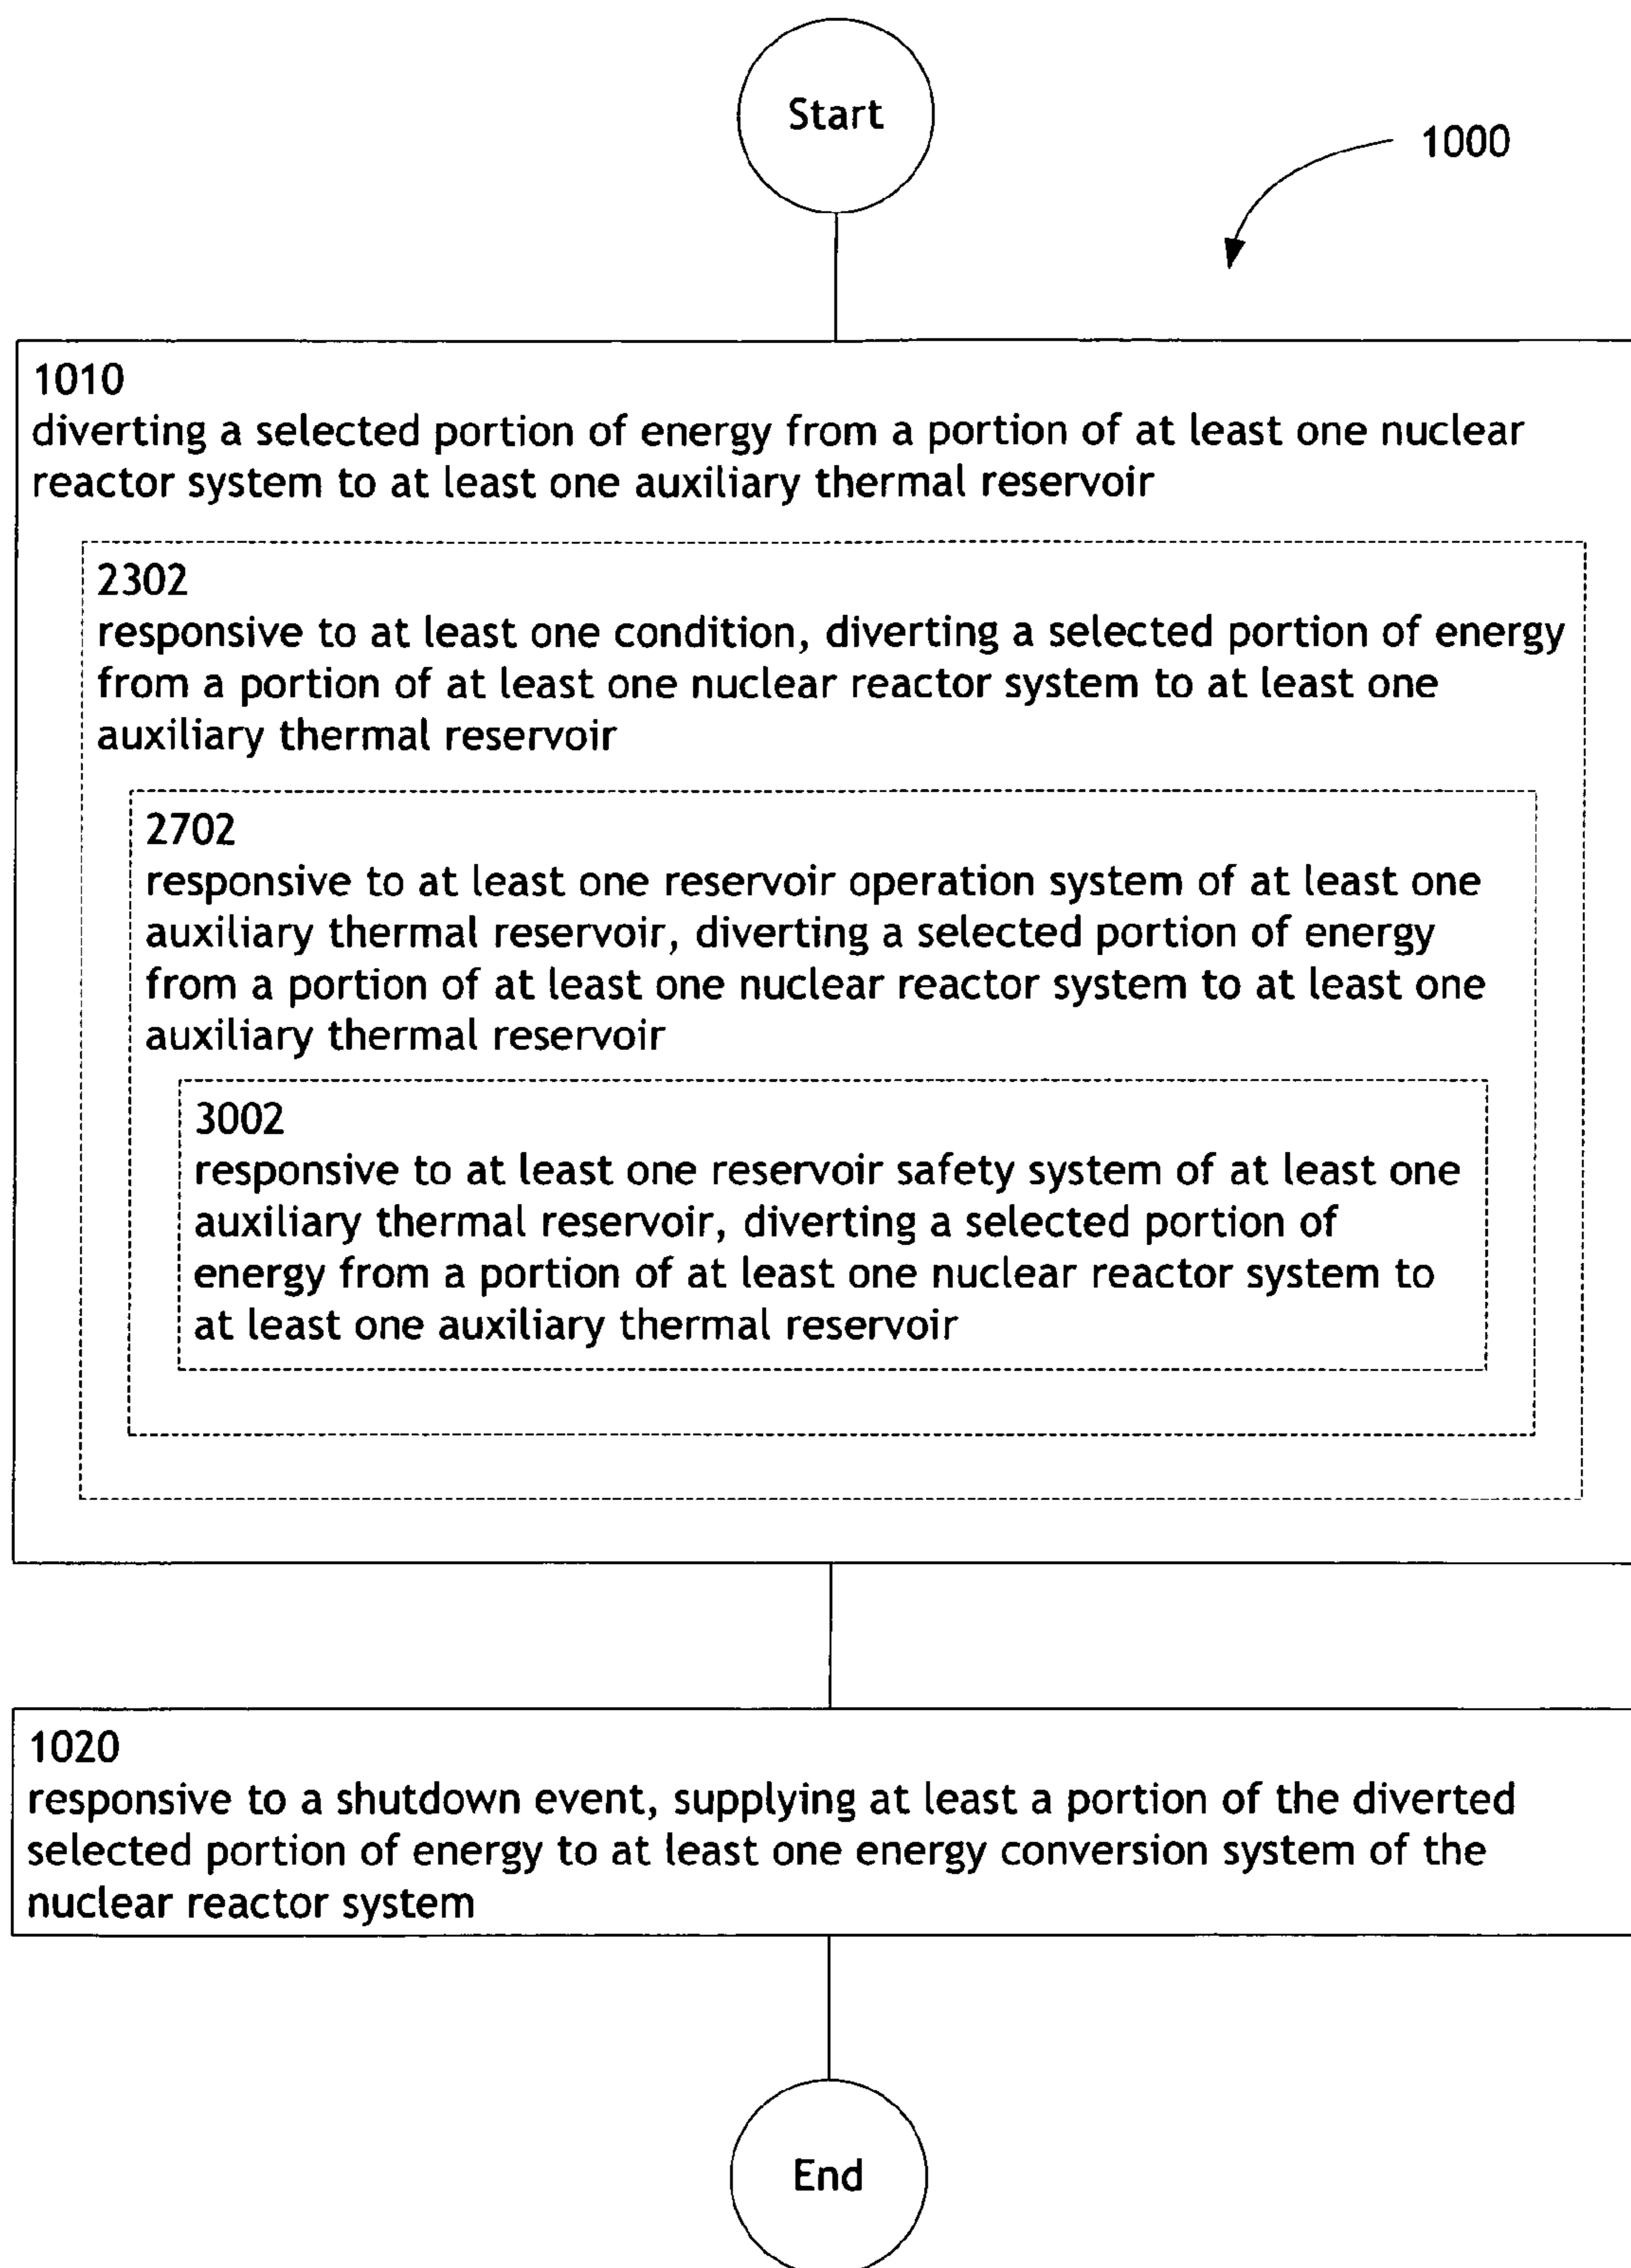 Start
1000
1010
diverting a selected portion of energy from a portion of at least one nuclear
reactor system to at least one auxiliary thermal reservoir
2302
responsive to at least one condition, diverting a selected portion of energy
from a portion of at least one nuclear reactor system to at least one
auxiliary thermal reservoir
2702
responsive to at least one reservoir operation system of at least one
auxiliary thermal reservoir, diverting a selected portion of energy
from a portion of at least one nuclear reactor system to at least one
auxiliary thermal reservoir
3002
responsive to at least one reservoir safety system of at least one
auxiliary thermal reservoir, diverting a selected portion of
energy from a portion of at least one nuclear reactor system to
at least one auxiliary thermal reservoir
1020
responsive to a shutdown event, supplying at least a portion of the diverted
selected portion of energy to at least one energy conversion system of the
nuclear reactor system
End